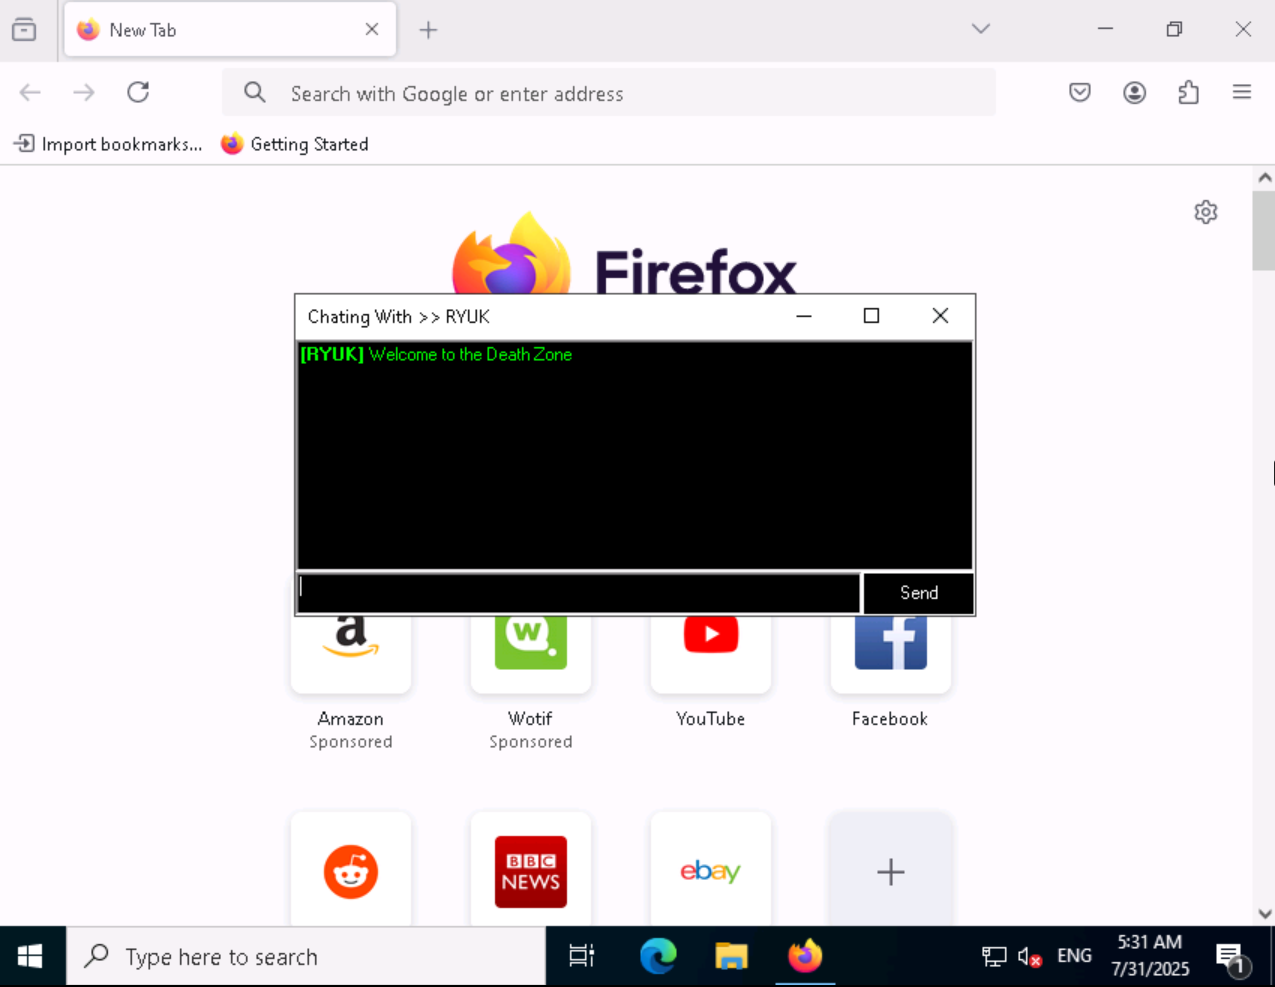 New Tab
Search with Google or enter address
Import bookmarks...
Getting Started
Firefox
Chating With >> RYUK
[RYUK] Welcome to the Death Zone
Send
a
w.
f
Amazon
Sponsored
Wotif
Sponsored
YouTube
Facebook
BBC
NEWS
ebay
Type here to search
ENG
5:31 AM
7/31/2025
1